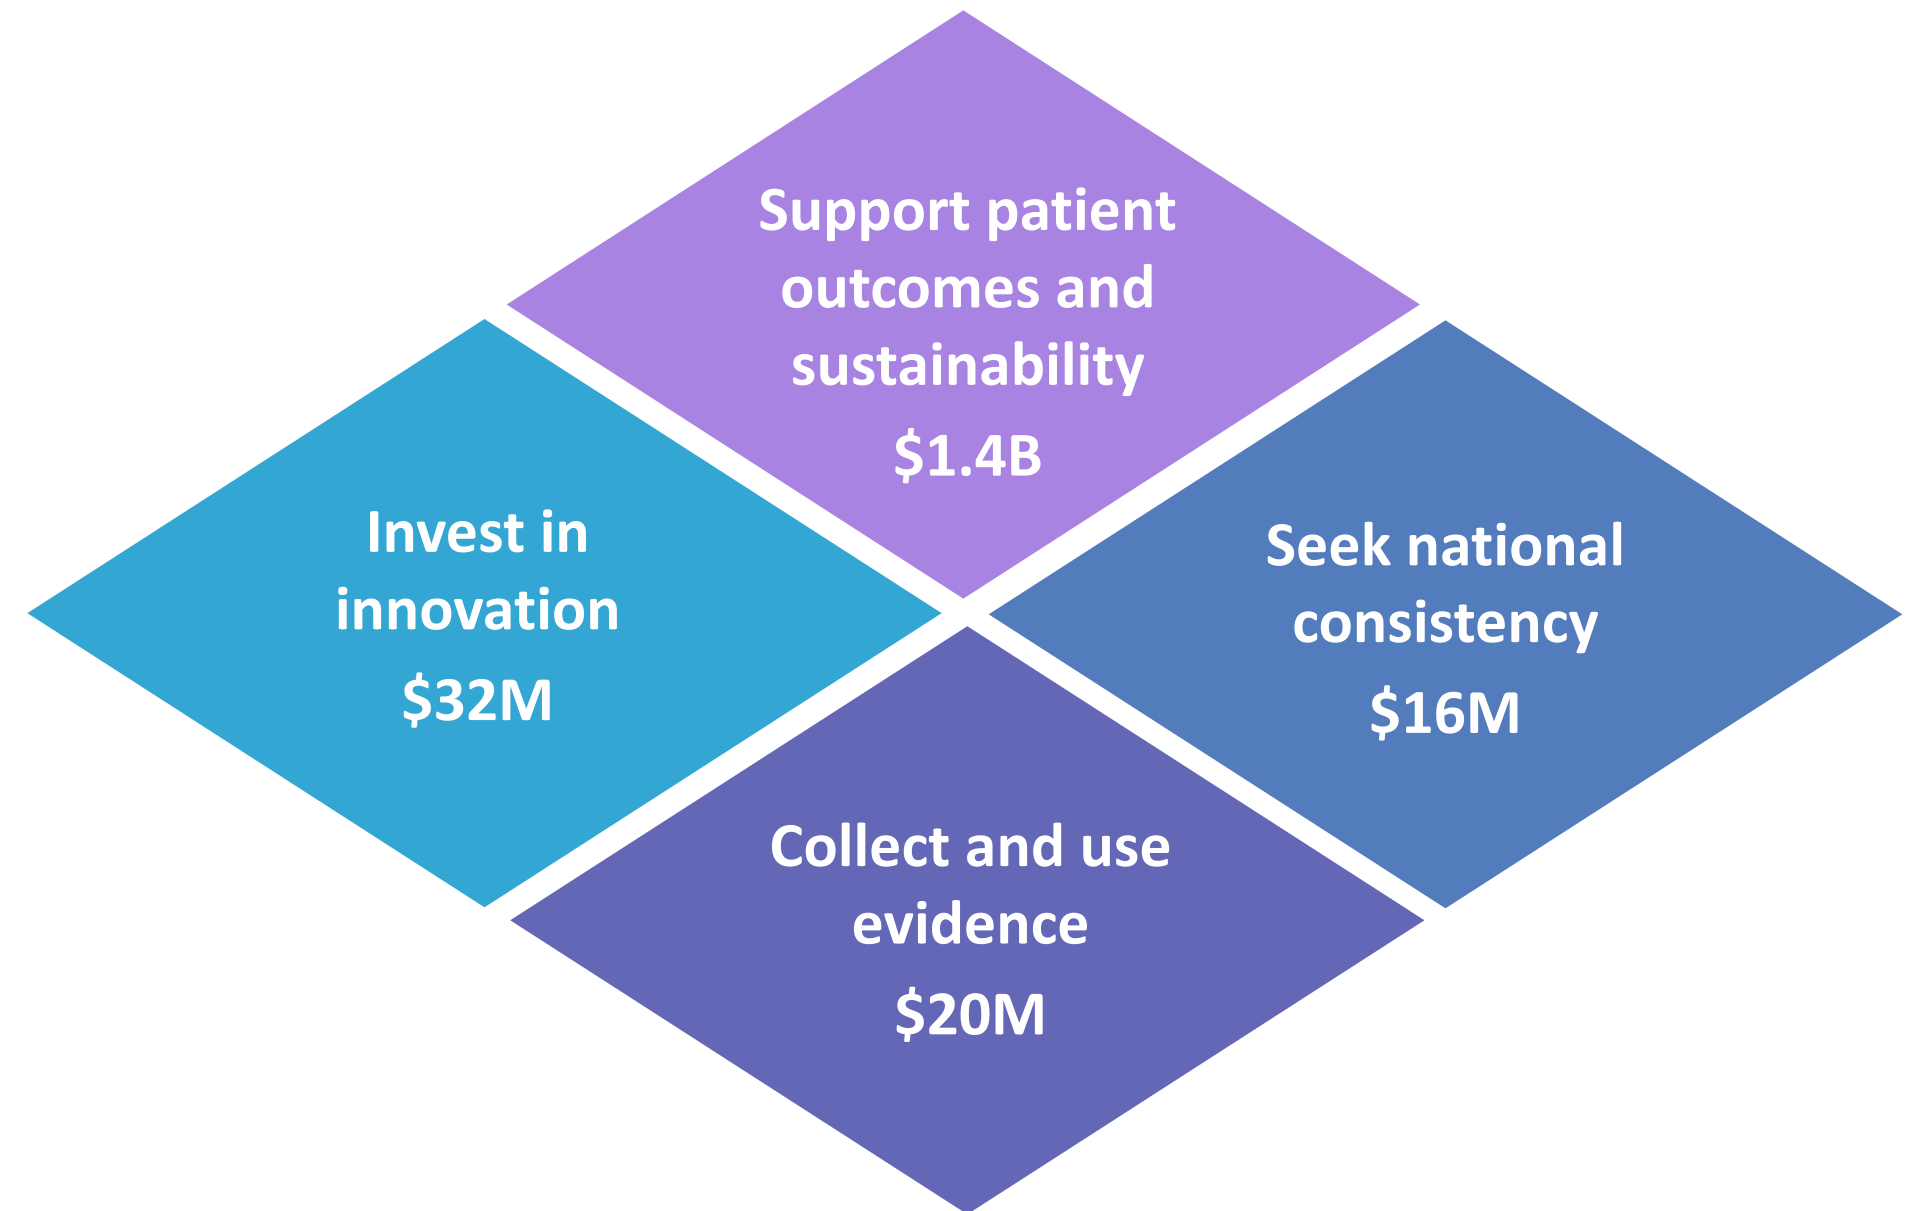 Support patient
outcomes and
sustainability
$1.4B
Invest in
innovation
$32M
Seek national
consistency
$16M
Collect and use
evidence
$20M